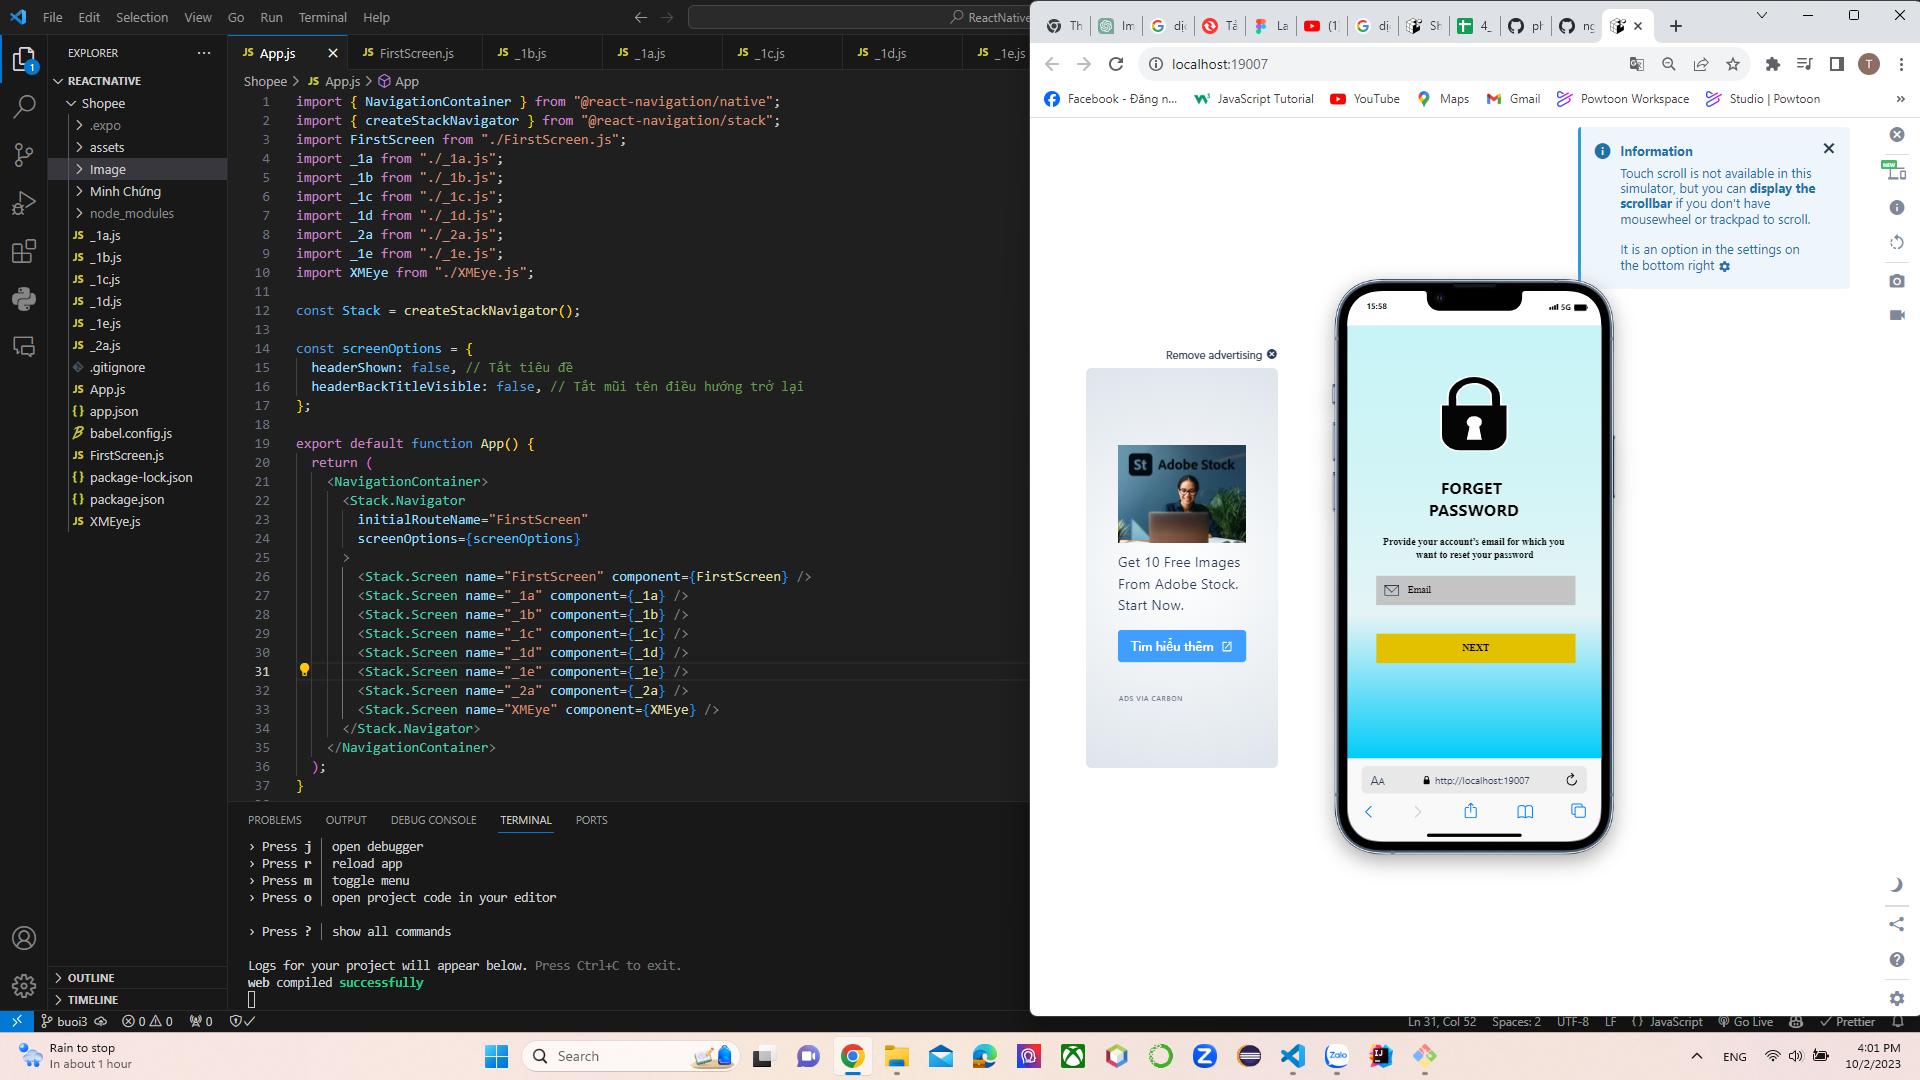 File Edit Selection View Go Run Terminal Help
ReactNative
EXPLORER
REACTNATIVE
Shopee
.expo
assets
Image
Minh Chứng
node_modules
JS _1a.js
JS _1b.js
JS _1c.js
JS _1d.js
JS _1e.js
JS _2a.js
.gitignore
JS App.js
{} app.json
babel.config.js
JS FirstScreen.js
{} package-lock.json
{} package.json
JS XMEye.js
OUTLINE
TIMELINE
JS App.js JS FirstScreen.js JS _1b.js JS _1a.js JS _1c.js JS _1d.js JS _1e.js
Shopee > JS App.js > App
1 import { NavigationContainer } from "@react-navigation/native";
2 import { createStackNavigator } from "@react-navigation/stack";
3 import FirstScreen from "./FirstScreen.js";
4 import _1a from "./_1a.js";
5 import _1b from "./_1b.js";
6 import _1c from "./_1c.js";
7 import _1d from "./_1d.js";
8 import _2a from "./_2a.js";
9 import _1e from "./_1e.js";
10 import XMEye from "./XMEye.js";
11
12 const Stack = createStackNavigator();
13
14 const screenOptions = {
15 headerShown: false, // Tắt tiêu đề
16 headerBackTitleVisible: false, // Tắt mũi tên điều hướng trở lại
17 };
18
19 export default function App() {
20 return (
21 <NavigationContainer>
22 <Stack.Navigator
23 initialRouteName="FirstScreen"
24 screenOptions={screenOptions}
25 >
26 <Stack.Screen name="FirstScreen" component={FirstScreen} />
27 <Stack.Screen name="_1a" component={_1a} />
28 <Stack.Screen name="_1b" component={_1b} />
29 <Stack.Screen name="_1c" component={_1c} />
30 <Stack.Screen name="_1d" component={_1d} />
31 <Stack.Screen name="_1e" component={_1e} />
32 <Stack.Screen name="_2a" component={_2a} />
33 <Stack.Screen name="XMEye" component={XMEye} />
34 </Stack.Navigator>
35 </NavigationContainer>
36 );
37 }
PROBLEMS OUTPUT DEBUG CONSOLE TERMINAL PORTS
› Press j │ open debugger
› Press r │ reload app
› Press m │ toggle menu
› Press o │ open project code in your editor
› Press ? │ show all commands
Logs for your project will appear below. Press Ctrl+C to exit.
web compiled successfully
buoi3 0 0 0
Ln 31, Col 52 Spaces: 2 UTF-8 LF {} JavaScript Go Live Prettier
localhost:19007
Facebook - Đăng n... JavaScript Tutorial YouTube Maps Gmail Powtoon Workspace Studio | Powtoon »
Information
Touch scroll is not available in this
simulator, but you can display the
scrollbar if you don't have
mousewheel or trackpad to scroll.
It is an option in the settings on
the bottom right
NEW
Remove advertising
St Adobe Stock
Get 10 Free Images
From Adobe Stock.
Start Now.
Tìm hiểu thêm
ADS VIA CARBON
15:58 5G
FORGET
PASSWORD
Provide your account's email for which you
want to reset your password
Email
NEXT
AA http://localhost:19007
Rain to stop
In about 1 hour
Search
Zalo
ENG
4:01 PM
10/2/2023